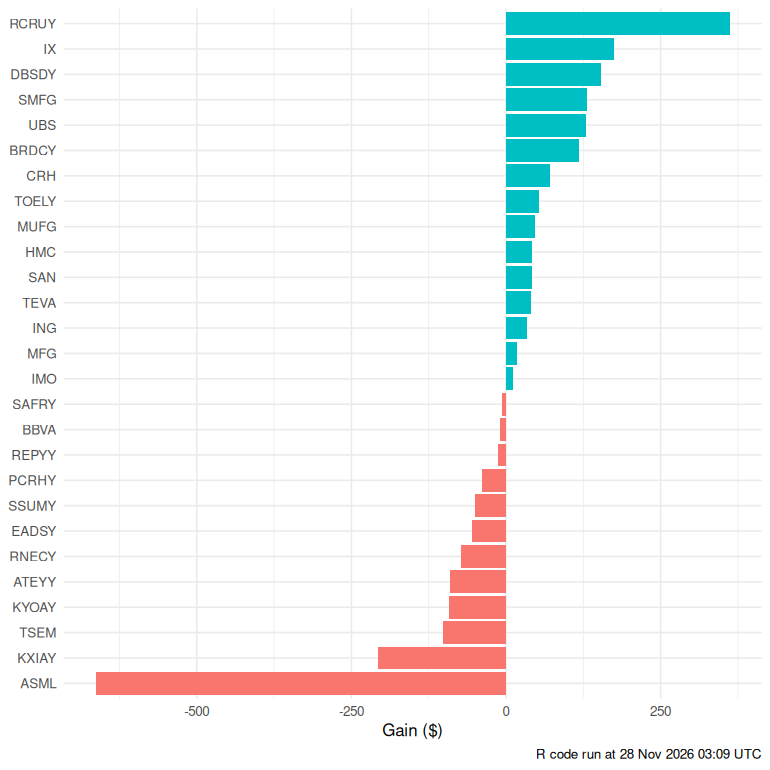 RCRUY
IX
DBSDY
SMFG
UBS
BRDCY
CRH
TOELY
MUFG
HMC
SAN
TEVA
ING
MFG
IMO
SAFRY
BBVA
REPYY
PCRHY
SSUMY
EADSY
RNECY
ATEYY
KYOAY
TSEM
KXIAY
ASML
-500 -250 0 250
Gain ($)
R code run at 28 Nov 2026 03:09 UTC